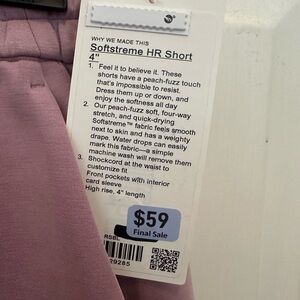 WHY WE MADE THIS
Softstreme HR Short
4"
1. Feel it to believe it. These
shorts have a peach-fuzz touch
that's impossible to resist.
Dress them up or down, and
enjoy the softness all day
2. Our peach-fuzz soft, four-way
stretch, and quick-drying
Softstreme™ fabric feels smooth
next to skin and has a weighty
drape. Water drops can easily
mark this fabric—a simple
machine wash will remove them
3. Shockcord at the waist to
customize fit
Front pockets with interior
card sleeve
High rise, 4" length
$59
Final Sale
RSBL
29285